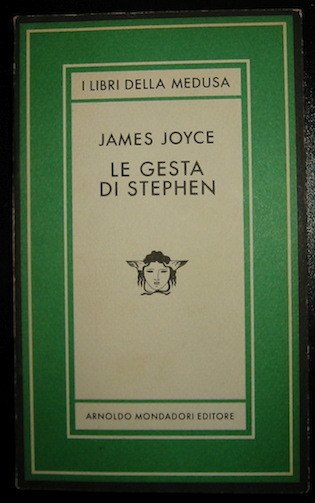 I LIBRI DELLA MEDUSA
JAMES JOYCE
LE GESTA
DI STEPHEN
ARNOLDO MONDADORI EDITORE